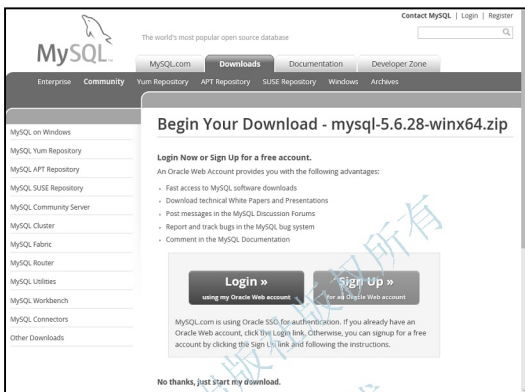 Contact MySQL | Login | Register
MySQL™
The world's most popular open source database
MySQL.com Downloads Documentation Developer Zone
Enterprise Community Yum Repository APT Repository SUSE Repository Windows Archives
MySQL on Windows
MySQL Yum Repository
MySQL APT Repository
MySQL SUSE Repository
MySQL Community Server
MySQL Cluster
MySQL Fabric
MySQL Router
MySQL Utilities
MySQL Workbench
MySQL Connectors
Other Downloads
Begin Your Download - mysql-5.6.28-winx64.zip
Login Now or Sign Up for a free account.
An Oracle Web Account provides you with the following advantages:
Fast access to MySQL software downloads
Download technical White Papers and Presentations
Post messages in the MySQL Discussion Forums
Report and track bugs in the MySQL bug system
Comment in the MySQL Documentation
Login »
using my Oracle Web account
Sign Up »
for an Oracle Web account
MySQL.com is using Oracle SSO for authentication. If you already have an
Oracle Web account, click the Login link. Otherwise, you can signup for a free
account by clicking the Sign Up link and following the instructions.
No thanks, just start my download.
出版社版权所有